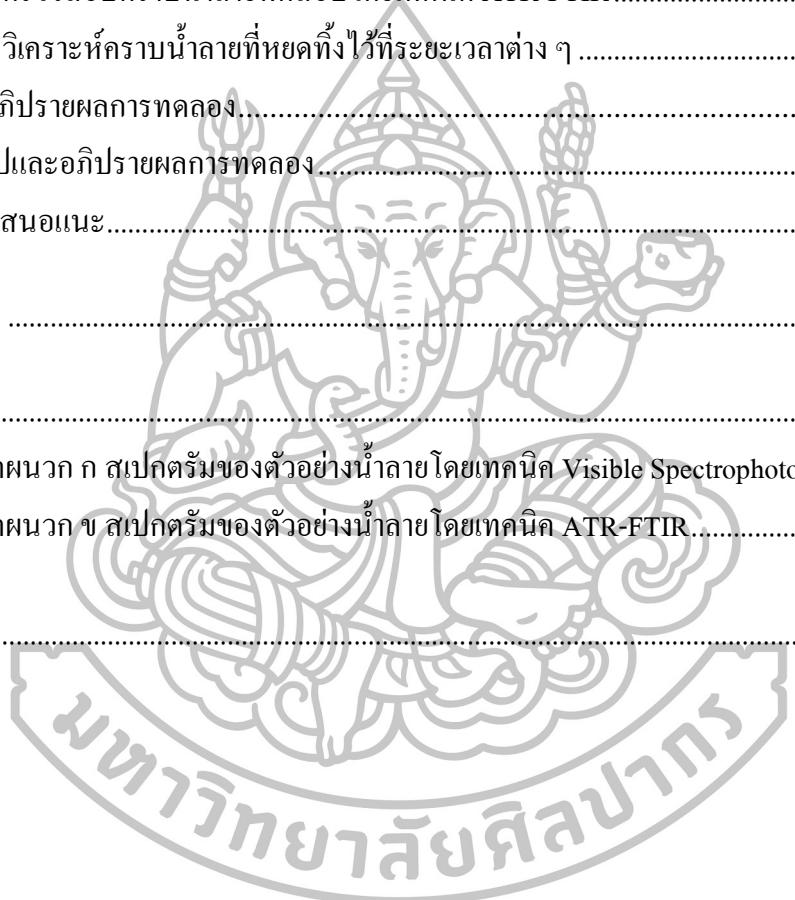 วิเคราะห์คราบน้ำลายที่หยดทิ้งไว้ที่ระยะเวลาต่าง ๆ ....................................
ภิปรายผลการทดลอง....................................................................................
ปและอภิปรายผลการทดลอง......................................................................
สนอแนะ.....................................................................................................
......................................................................................................................
......................................................................................................................
ผนวก ก สเปกตรัมของตัวอย่างน้ำลายโดยเทคนิค Visible Spectrophoto
ผนวก ข สเปกตรัมของตัวอย่างน้ำลายโดยเทคนิค ATR-FTIR................
......................................................................................................................
มหาวิทยาลัยศิลปากร